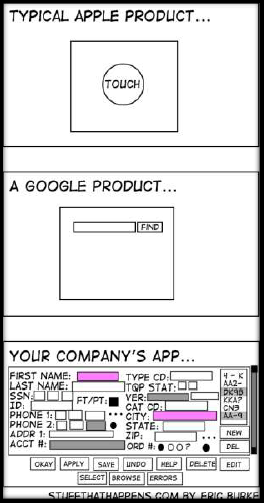 TYPICAL APPLE PRODUCT...
TOUCH
A GOOGLE PRODUCT...
FIND
YOUR COMPANY'S APP...
FIRST NAME: TYPE CD:
LAST NAME: TQP STAT:
SSN: FT/PT: YER:
ID: CAT CD:
PHONE 1: ... CITY:
PHONE 2: STATE:
ADDR 1: ZIP: ...
ACCT #: ORD #: ?
4 - K
AA2-
DK9D
KKA?
CN9
AA-9
NEW
DEL
OKAY APPLY SAVE UNDO HELP DELETE EDIT
SELECT BROWSE ERRORS
STUFFTHATHAPPENS.COM BY ERIC BURKE